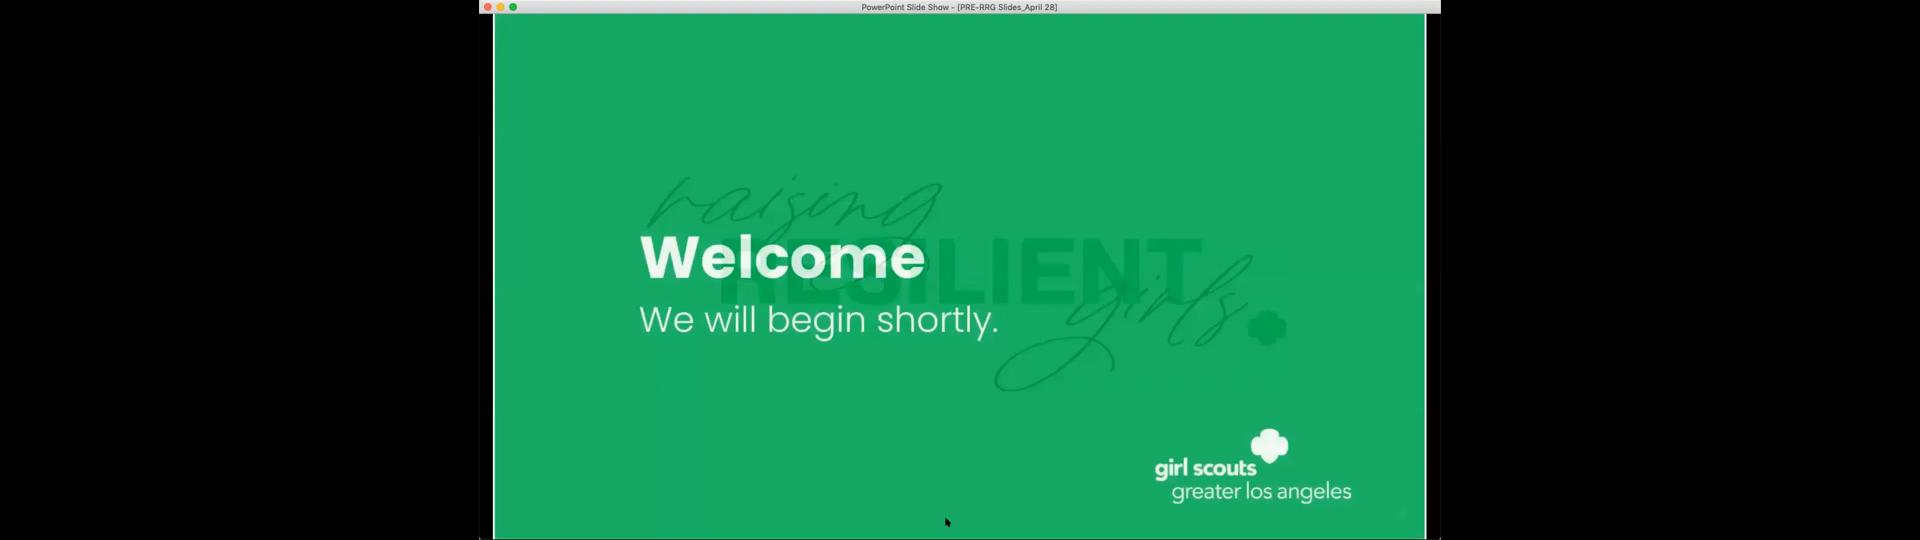 PowerPoint Slide Show - [PRE-RRG Slides_April 28]
raising
RESILIENT
girls
Welcome
We will begin shortly.
girl scouts
greater los angeles